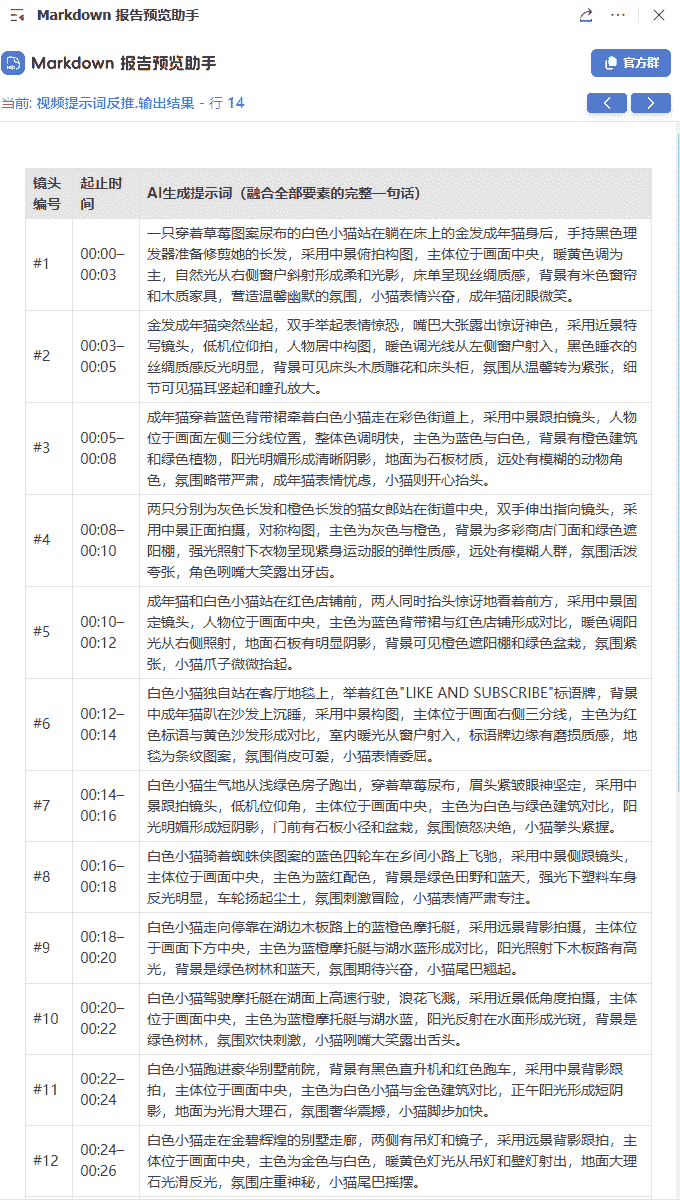 Markdown 报告预览助手
Markdown 报告预览助手
官方群
当前: 视频提示词反推.输出结果 - 行 14
镜头编号
起止时间
AI生成提示词（融合全部要素的完整一句话）
#1
00:00–00:03
一只穿着草莓图案尿布的白色小猫站在躺在床上的金发成年猫身后，手持黑色理
发器准备修剪她的长发，采用中景俯拍构图，主体位于画面中央，暖黄色调为
主，自然光从右侧窗户斜射形成柔和光影，床单呈现丝绸质感，背景有米色窗帘
和木质家具，营造温馨幽默的氛围，小猫表情兴奋，成年猫闭眼微笑。
#2
00:03–00:05
金发成年猫突然坐起，双手举起表情惊恐，嘴巴大张露出惊讶神色，采用近景特
写镜头，低机位仰拍，人物居中构图，暖色调光线从左侧窗户射入，黑色睡衣的
丝绸质感反光明显，背景可见床头木质雕花和床头柜，氛围从温馨转为紧张，细
节可见猫耳竖起和瞳孔放大。
#3
00:05–00:08
成年猫穿着蓝色背带裙牵着白色小猫走在彩色街道上，采用中景跟拍镜头，人物
位于画面左侧三分线位置，整体色调明快，主色为蓝色与白色，背景有橙色建筑
和绿色植物，阳光明媚形成清晰阴影，地面为石板材质，远处有模糊的动物角
色，氛围略带严肃，成年猫表情忧虑，小猫则开心抬头。
#4
00:08–00:10
两只分别为灰色长发和橙色长发的猫女郎站在街道中央，双手伸出指向镜头，采
用中景正面拍摄，对称构图，主色为灰色与橙色，背景为多彩商店门面和绿色遮
阳棚，强光照射下衣物呈现紧身运动服的弹性质感，远处有模糊人群，氛围活泼
夸张，角色咧嘴大笑露出牙齿。
#5
00:10–00:12
成年猫和白色小猫站在红色店铺前，两人同时抬头惊讶地看着前方，采用中景固
定镜头，人物位于画面中央，主色为蓝色背带裙与红色店铺形成对比，暖色调阳
光从右侧照射，地面石板有明显阴影，背景可见橙色遮阳棚和绿色盆栽，氛围紧
张，小猫爪子微微抬起。
#6
00:12–00:14
白色小猫独自站在客厅地毯上，举着红色"LIKE AND SUBSCRIBE"标语牌，背景
中成年猫趴在沙发上沉睡，采用中景构图，主体位于画面右侧三分线，主色为红
色标语与黄色沙发形成对比，室内暖光从窗户射入，标语牌边缘有磨损质感，地
毯为条纹图案，氛围俏皮可爱，小猫表情委屈。
#7
00:14–00:16
白色小猫生气地从浅绿色房子跑出，穿着草莓尿布，眉头紧皱眼神坚定，采用中
景跟拍镜头，低机位仰角，主体位于画面中央，主色为白色与绿色建筑对比，阳
光明媚形成短阴影，门前有石板小径和盆栽，氛围愤怒决绝，小猫拳头紧握。
#8
00:16–00:18
白色小猫骑着蜘蛛侠图案的蓝色四轮车在乡间小路上飞驰，采用中景侧跟镜头，
主体位于画面中央，主色为蓝红配色，背景是绿色田野和蓝天，强光下塑料车身
反光明显，车轮扬起尘土，氛围刺激冒险，小猫表情严肃专注。
#9
00:18–00:20
白色小猫走向停靠在湖边木板路上的蓝橙色摩托艇，采用远景背影拍摄，主体位
于画面下方中央，主色为蓝橙摩托艇与湖水蓝形成对比，阳光照射下木板路有高
光，背景是绿色树林和蓝天，氛围期待兴奋，小猫尾巴翘起。
#10
00:20–00:22
白色小猫驾驶摩托艇在湖面上高速行驶，浪花飞溅，采用近景低角度拍摄，主体
位于画面中央，主色为蓝橙摩托艇与湖水蓝，阳光反射在水面形成光斑，背景是
绿色树林，氛围欢快刺激，小猫咧嘴大笑露出舌头。
#11
00:22–00:24
白色小猫跑进豪华别墅前院，背景有黑色直升机和红色跑车，采用中景背影跟
拍，主体位于画面中央，主色为白色小猫与金色建筑对比，正午阳光形成短阴
影，地面为光滑大理石，氛围奢华震撼，小猫脚步加快。
#12
00:24–00:26
白色小猫走在金碧辉煌的别墅走廊，两侧有吊灯和镜子，采用远景背影跟拍，主
体位于画面中央，主色为金色与白色，暖黄色灯光从吊灯和壁灯射出，地面大理
石光滑反光，氛围庄重神秘，小猫尾巴摇摆。